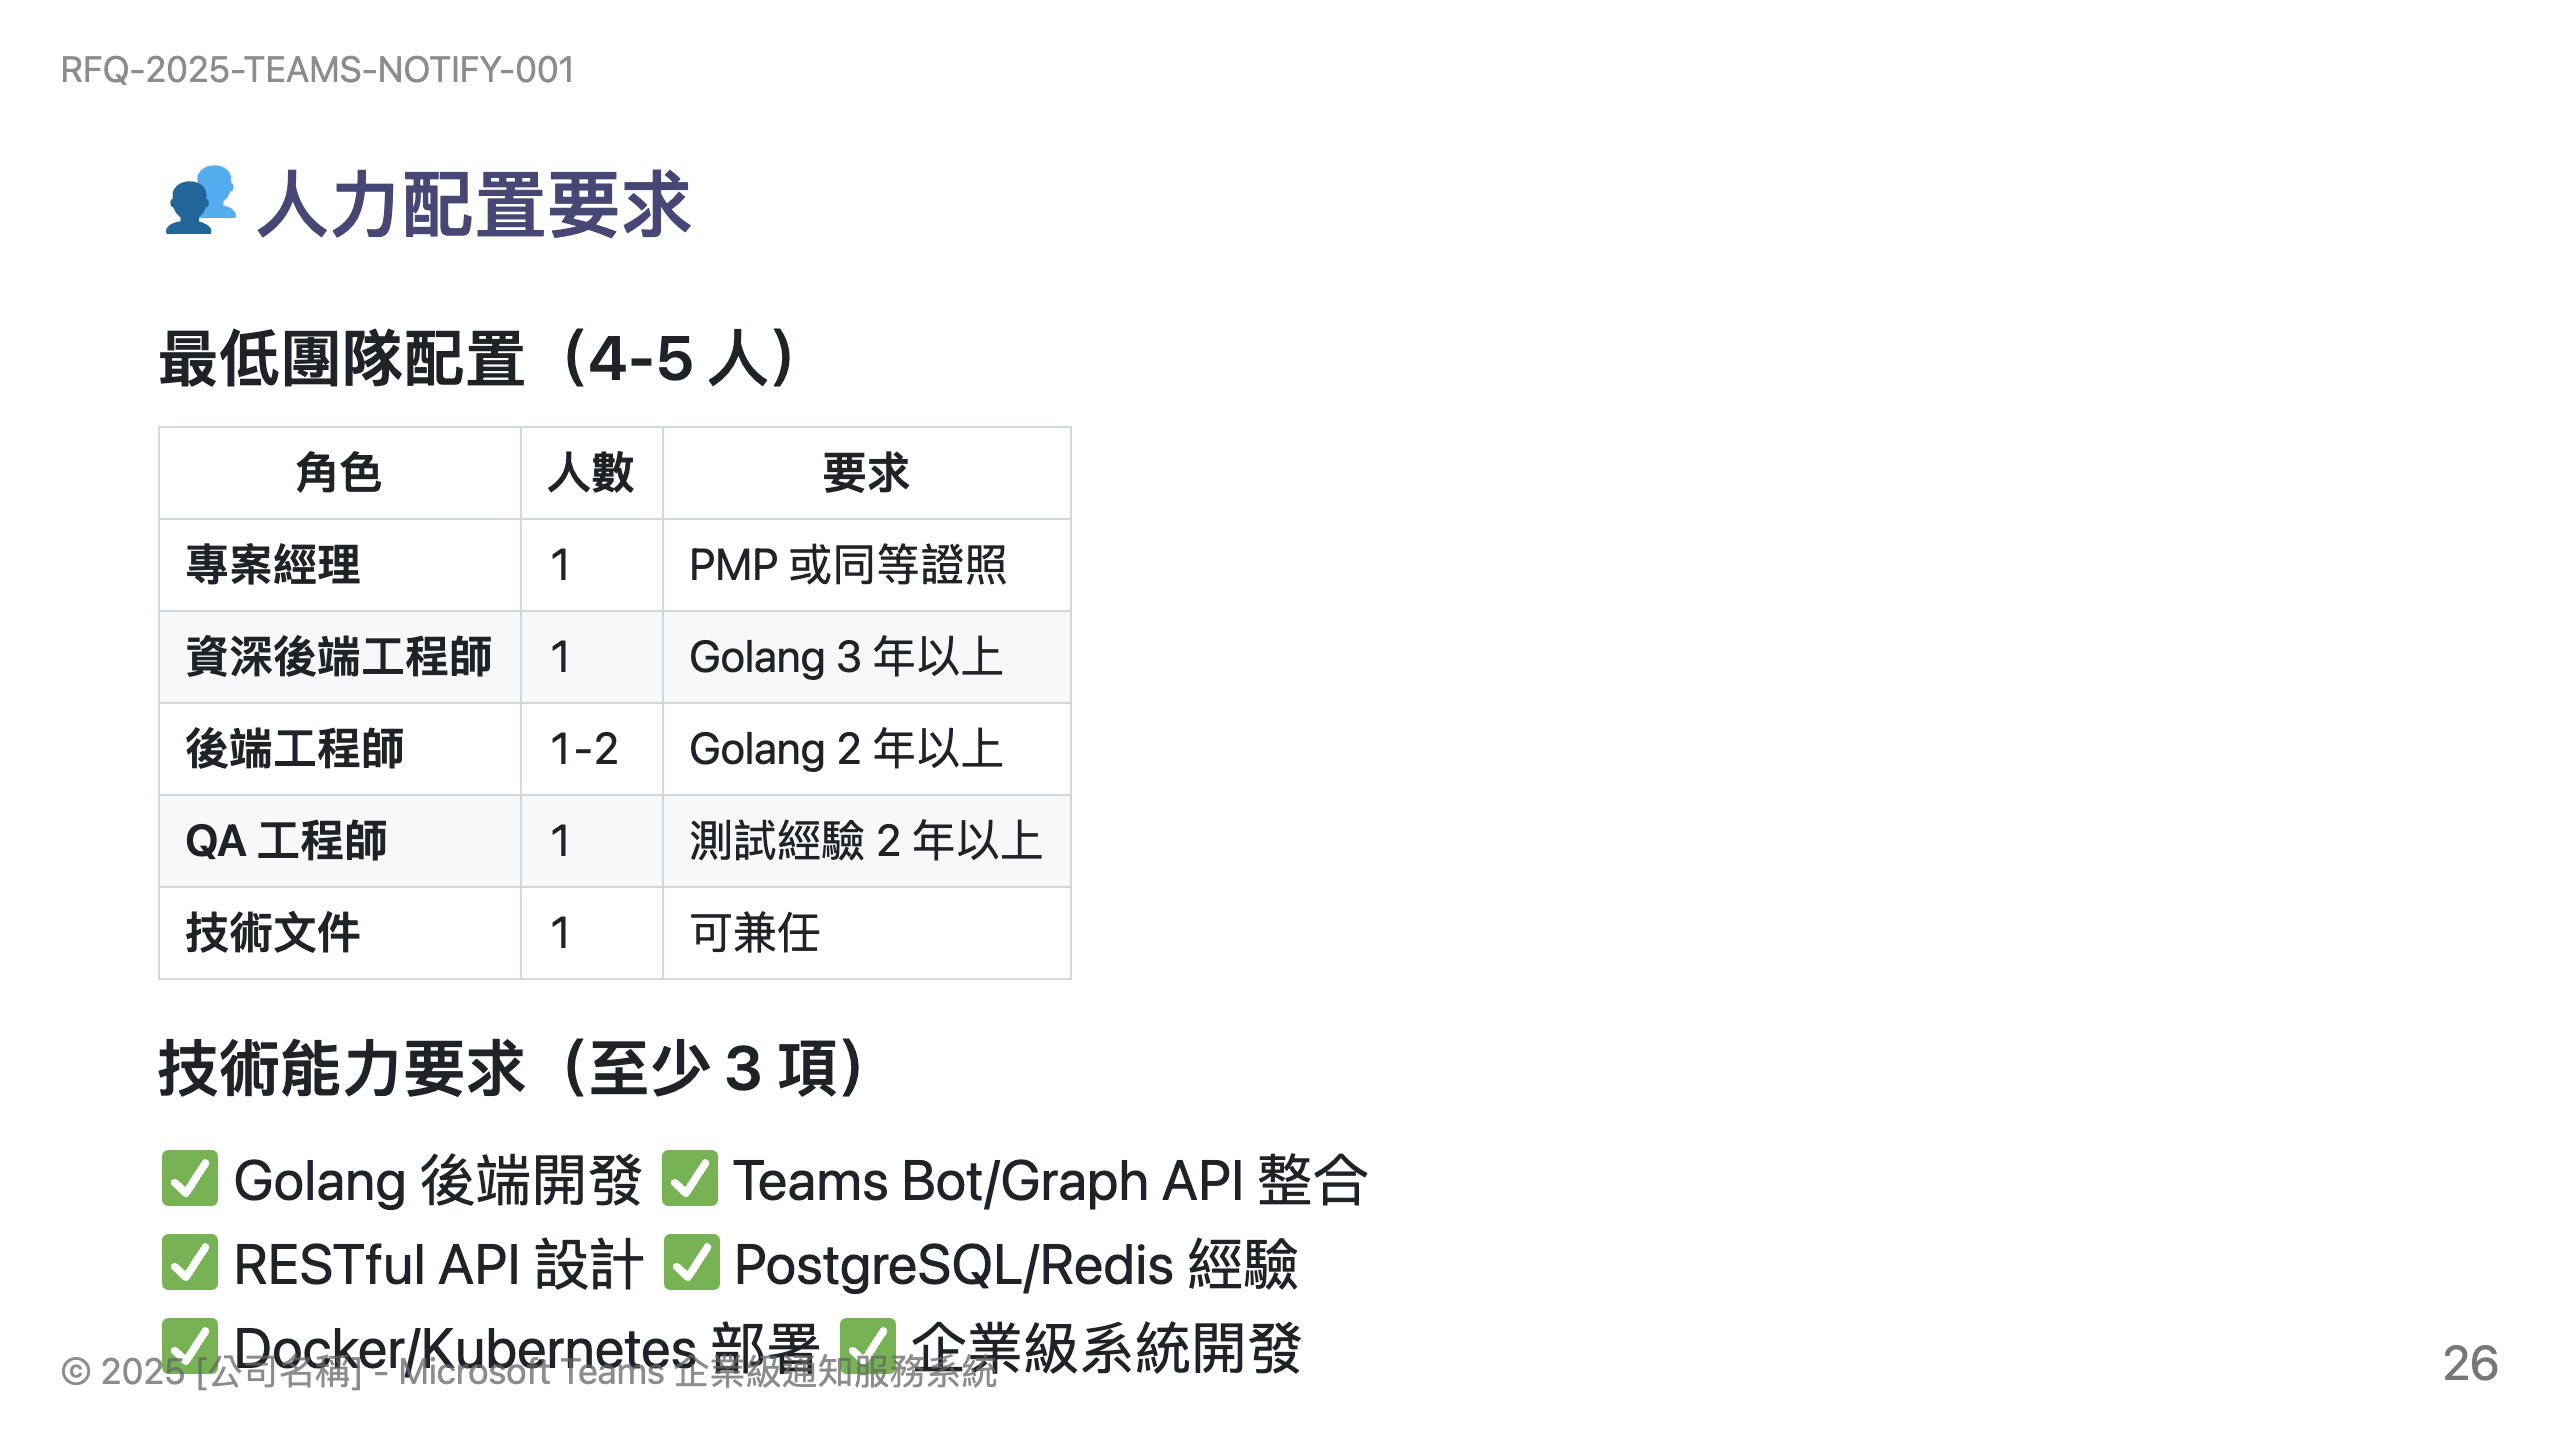 RFQ-2025-TEAMS-NOTIFY-001
人力配置要求
最低團隊配置（4-5 人）
角色 人數 要求
專案經理 1 PMP 或同等證照
資深後端工程師 1 Golang 3 年以上
後端工程師 1-2 Golang 2 年以上
QA 工程師 1 測試經驗 2 年以上
技術文件 1 可兼任
技術能力要求（至少 3 項）
✅ Golang 後端開發 ✅ Teams Bot/Graph API 整合
✅ RESTful API 設計 ✅ PostgreSQL/Redis 經驗
✅ Docker/Kubernetes 部署 ✅ 企業級系統開發
© 2025 [公司名稱] - Microsoft Teams 企業級通知服務系統
26